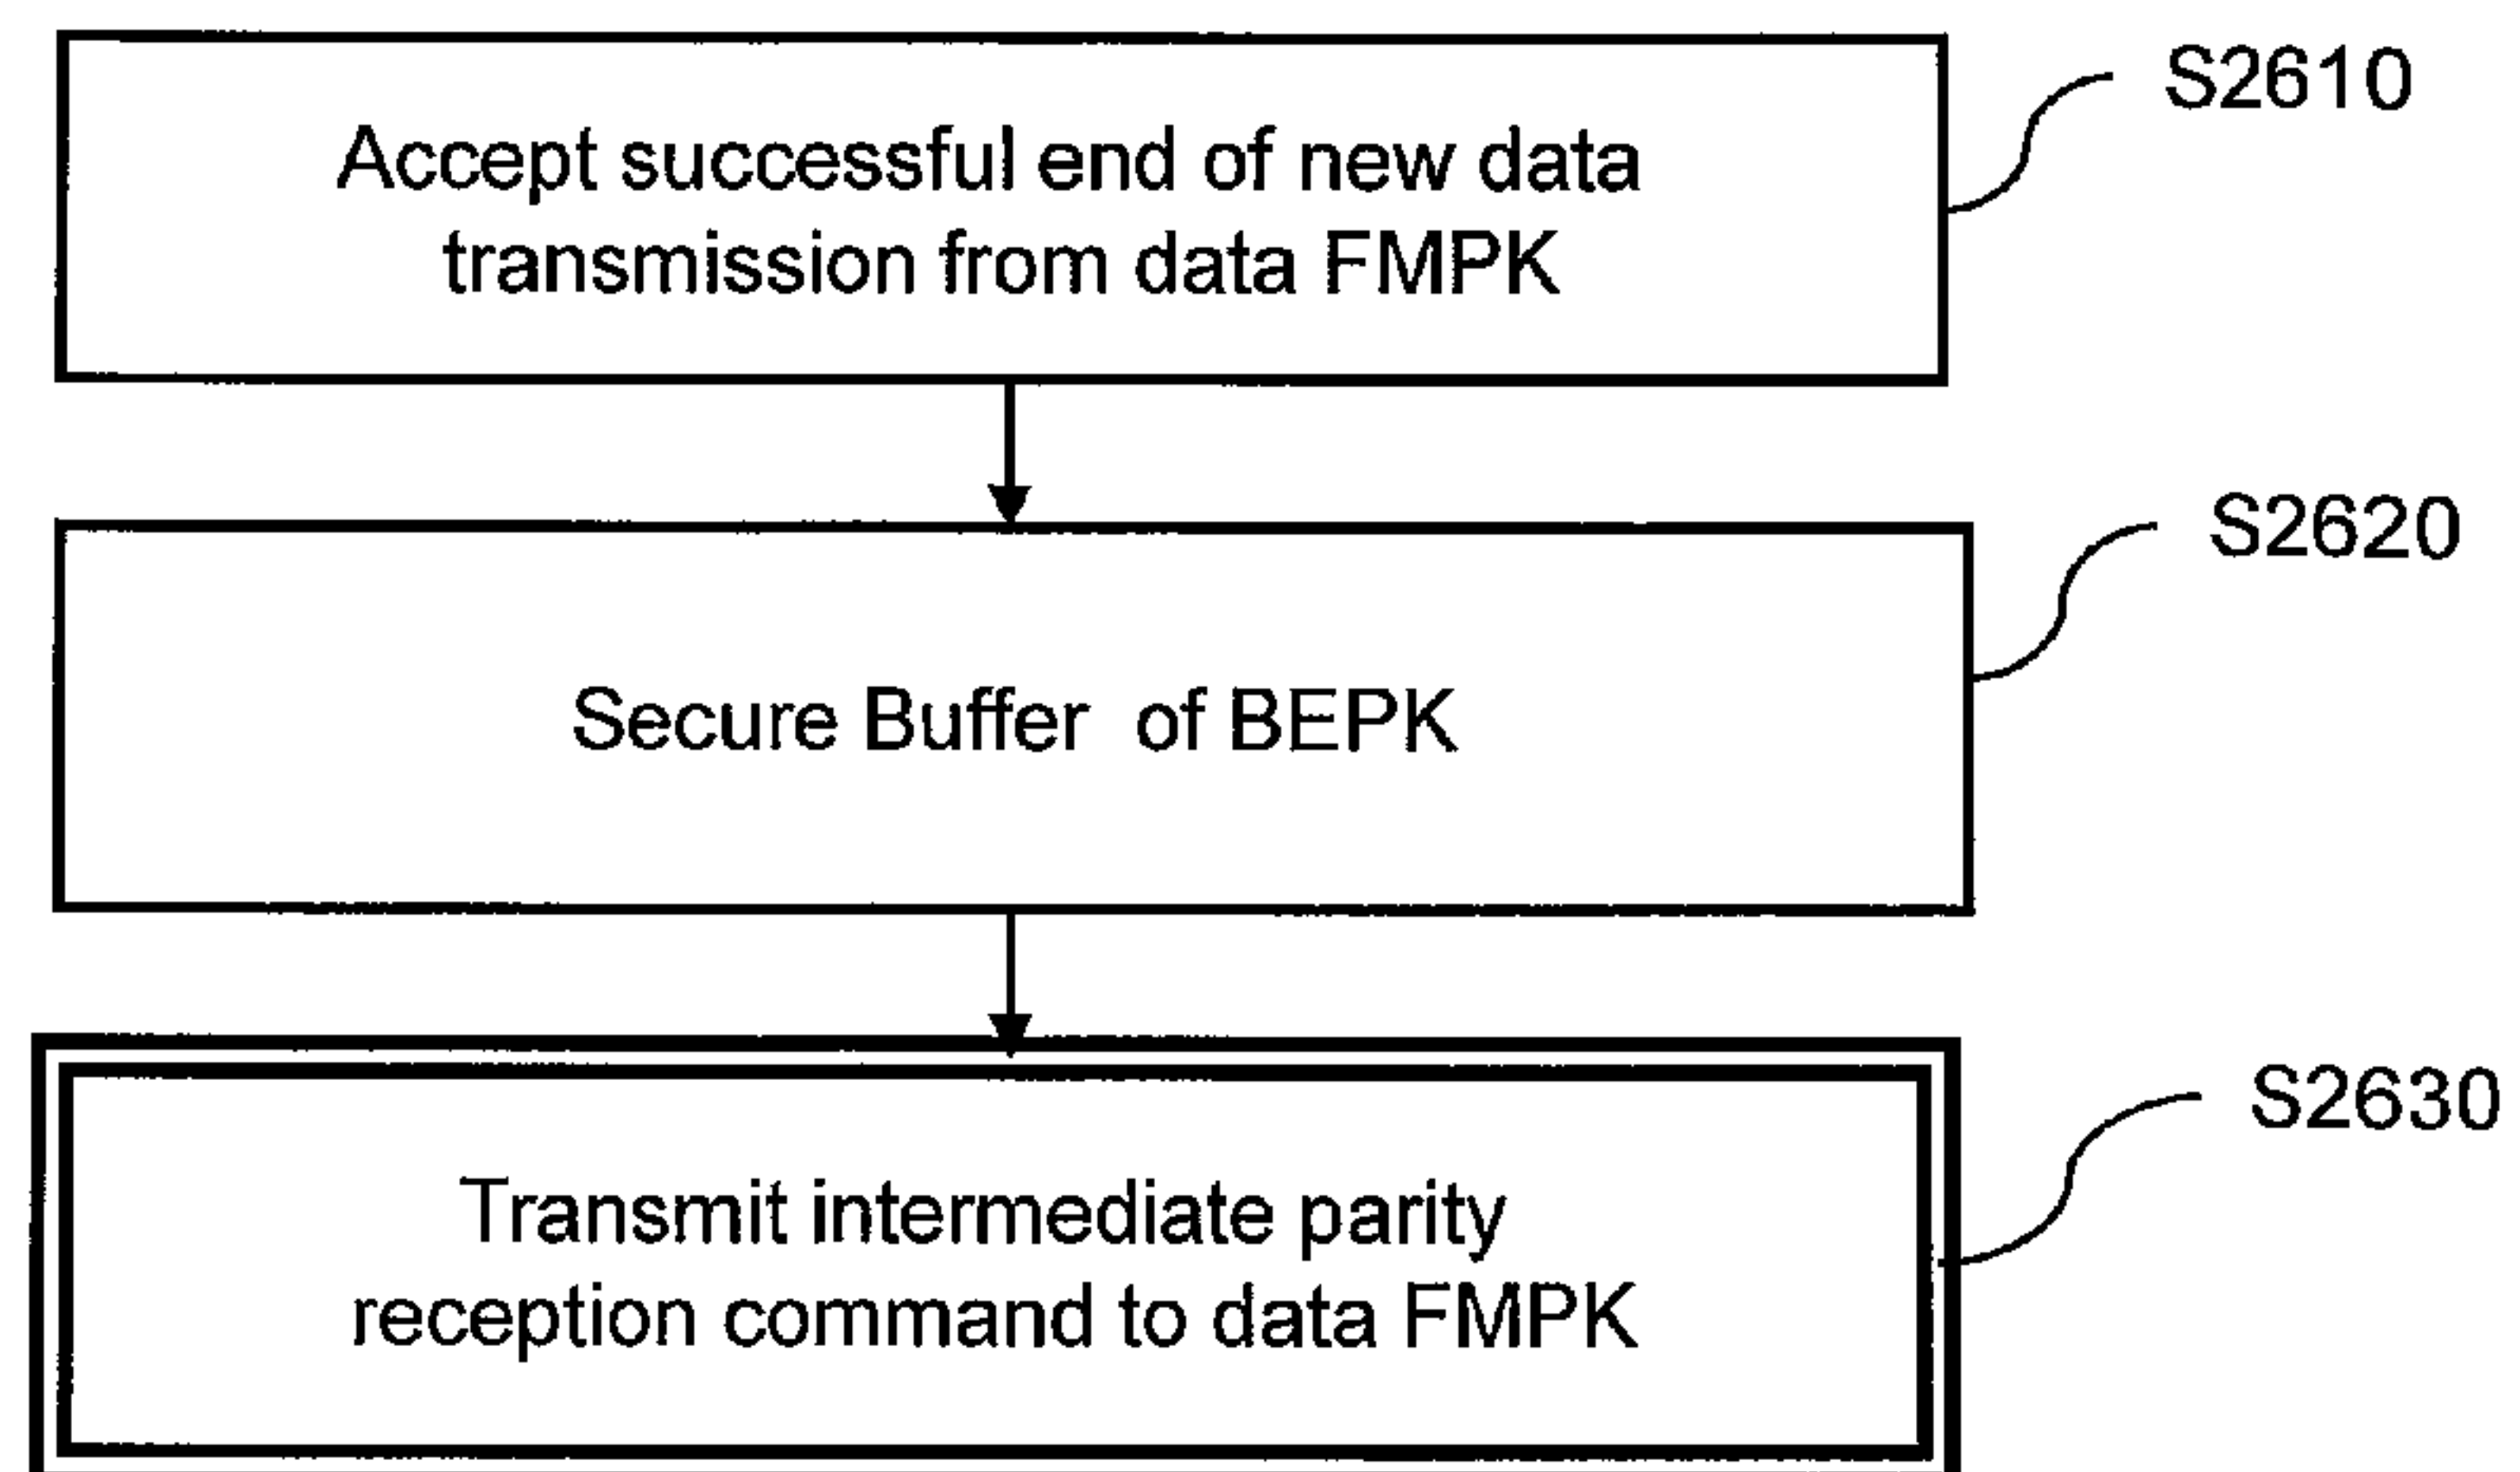 S2610
Accept successful end of new data
transmission from data FMPK
S2620
Secure Buffer of BEPK
S2630
Transmit intermediate parity
reception command to data FMPK